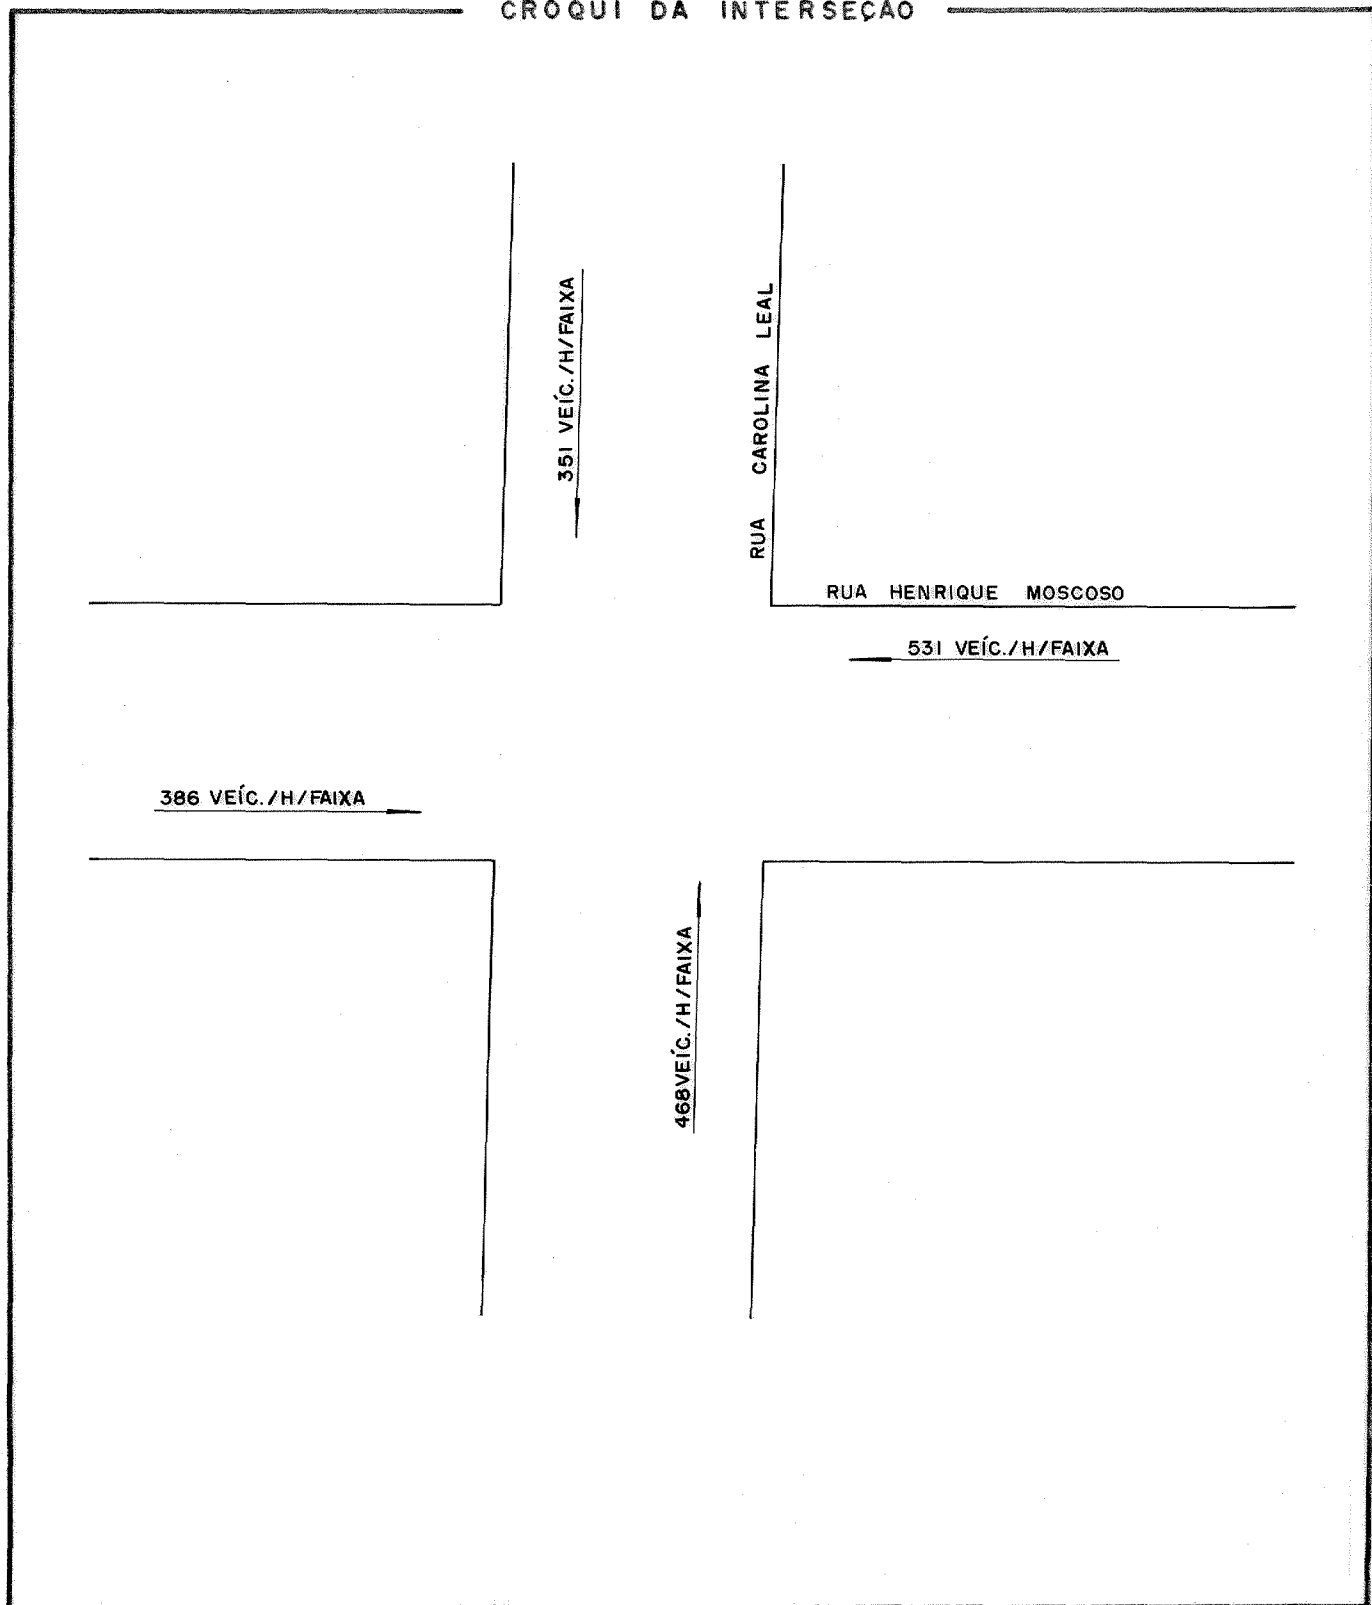 CROQUI DA INTERSEÇÃO
351 VEÍC./H/FAIXA
RUA CAROLINA LEAL
RUA HENRIQUE MOSCOSO
531 VEÍC./H/FAIXA
386 VEÍC./H/FAIXA
468VEÍC./H/FAIXA